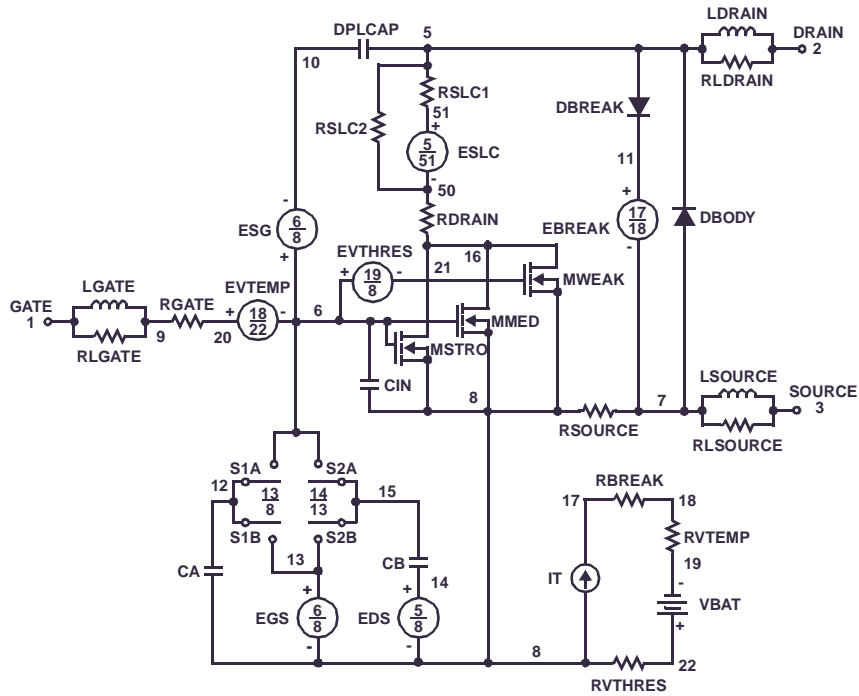 LDRAIN
DPLCAP 5 DRAIN
10 2
RLDRAIN
RSLC1
51 DBREAK
RSLC2 +
5
51 ESLC
11
-
50
- +
6
8 17
18
ESG RDRAIN EBREAK DBODY
+ EVTHRES 16 -
+ 19
8 - 21 MWEAK
LGATE EVTEMP
GATE RGATE + 18
22 - 6 MMED
1 9 20 MSTRO
RLGATE
LSOURCE
CIN 8 7 SOURCE
3
RSOURCE
RLSOURCE
S1A S2A
12 13
8 14
13 15 RBREAK
17 18
S1B S2B
RVTEMP
13 CB 19
CA IT -
14
+ + VBAT
EGS 6
8 EDS 5
8 +
- - 8 22
RVTHRES